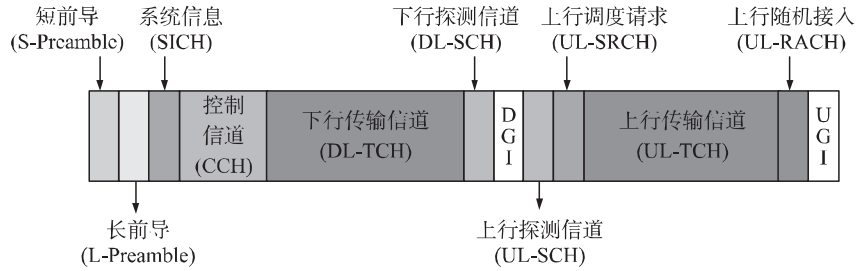 短前导
(S-Preamble)
系统信息
(SICH)
下行探测信道
(DL-SCH)
上行调度请求
(UL-SRCH)
上行随机接入
(UL-RACH)
控制
信道
(CCH)
下行传输信道
(DL-TCH)
D
G
I
上行传输信道
(UL-TCH)
U
G
I
长前导
(L-Preamble)
上行探测信道
(UL-SCH)